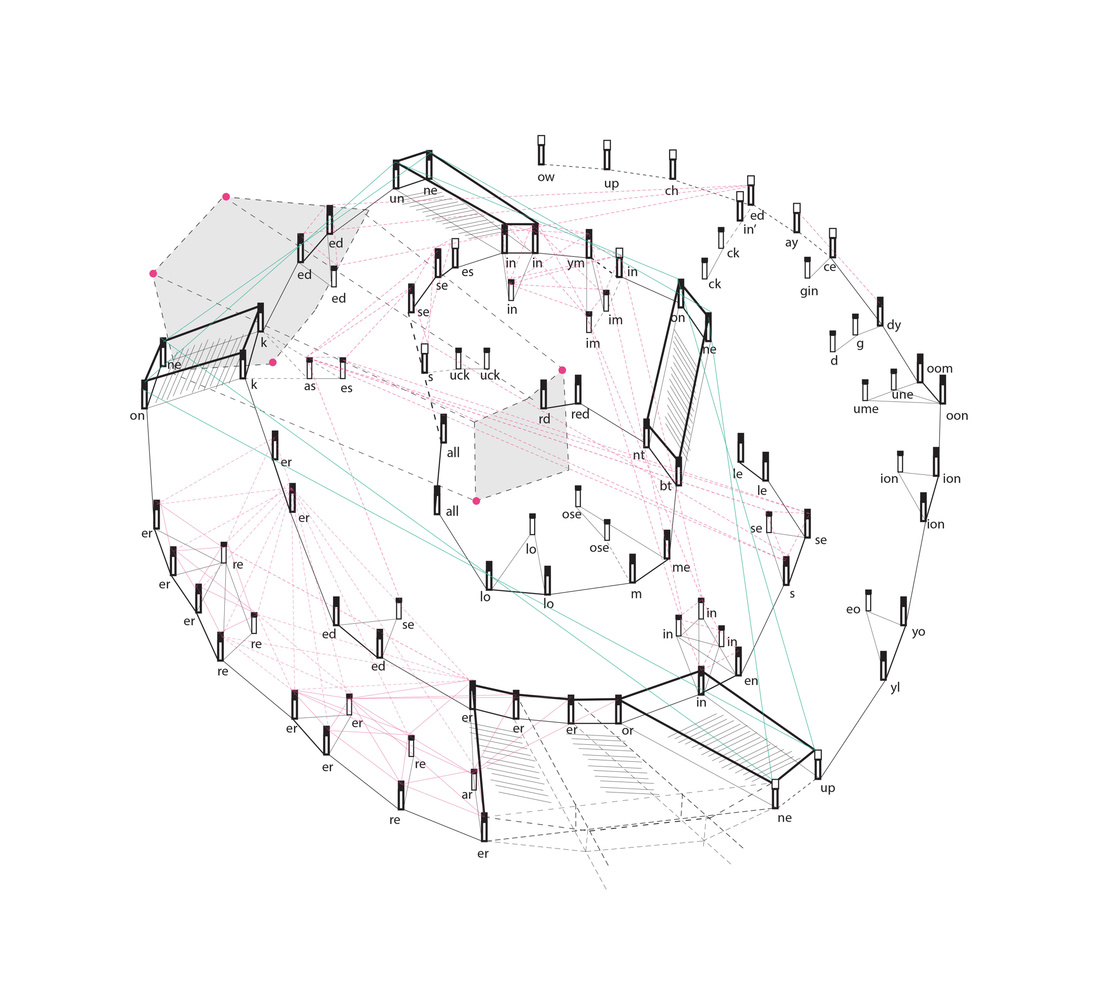 ow
up
ch
un
ne
ed
in'
ck
ay
ce
ed
ed
ed
es
in
in
ym
in
ck
gin
se
in
im
on
se
im
ne
dy
g
d
k
ne
oom
une
ume
oon
on
k
as
es
s
uck
uck
rd
red
all
nt
bt
le
le
ion
ion
er
er
all
ose
ose
se
se
ion
er
er
er
re
re
re
lo
lo
lo
m
me
s
ed
se
ed
in
in
in
en
in
eo
yo
yl
er
er
er
er
er
er
or
re
ar
re
er
up
ne